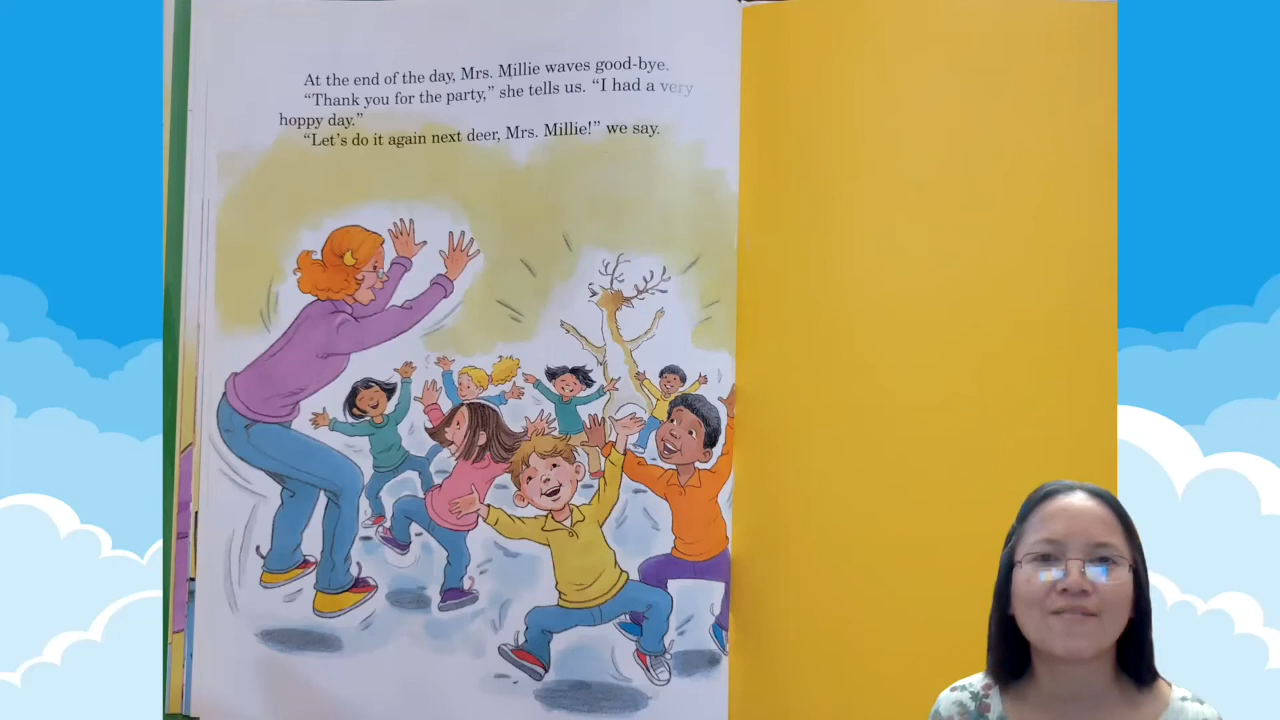 At the end of the day, Mrs. Millie waves good-bye.
“Thank you for the party,” she tells us. “I had a very
hoppy day.”
“Let’s do it again next deer, Mrs. Millie!” we say.